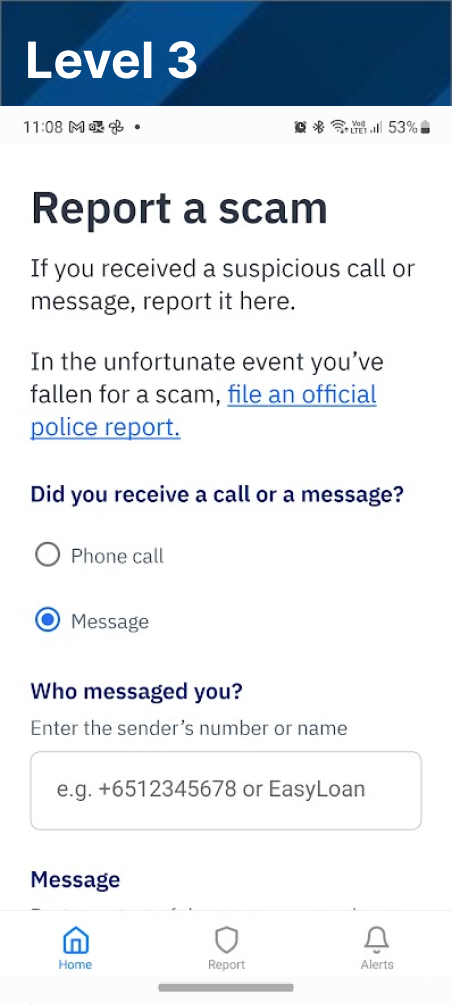 Level 3
11:08
Vo))
LTE1
53%
Report a scam
If you received a suspicious call or
message, report it here.
In the unfortunate event you’ve
fallen for a scam, file an official
police report.
Did you receive a call or a message?
Phone call
Message
Who messaged you?
Enter the sender’s number or name
e.g. +6512345678 or EasyLoan
Message
Home
Report
Alerts